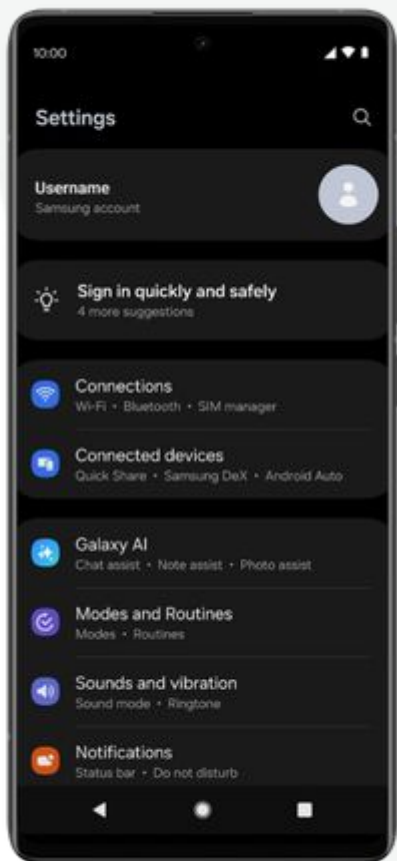 10:00
Settings
Username
Samsung account
Sign in quickly and safely
4 more suggestions
Connections
Wi-Fi • Bluetooth • SIM manager
Connected devices
Quick Share • Samsung DeX • Android Auto
Galaxy AI
Chat assist • Note assist • Photo assist
Modes and Routines
Modes • Routines
Sounds and vibration
Sound mode • Ringtone
Notifications
Status bar • Do not disturb